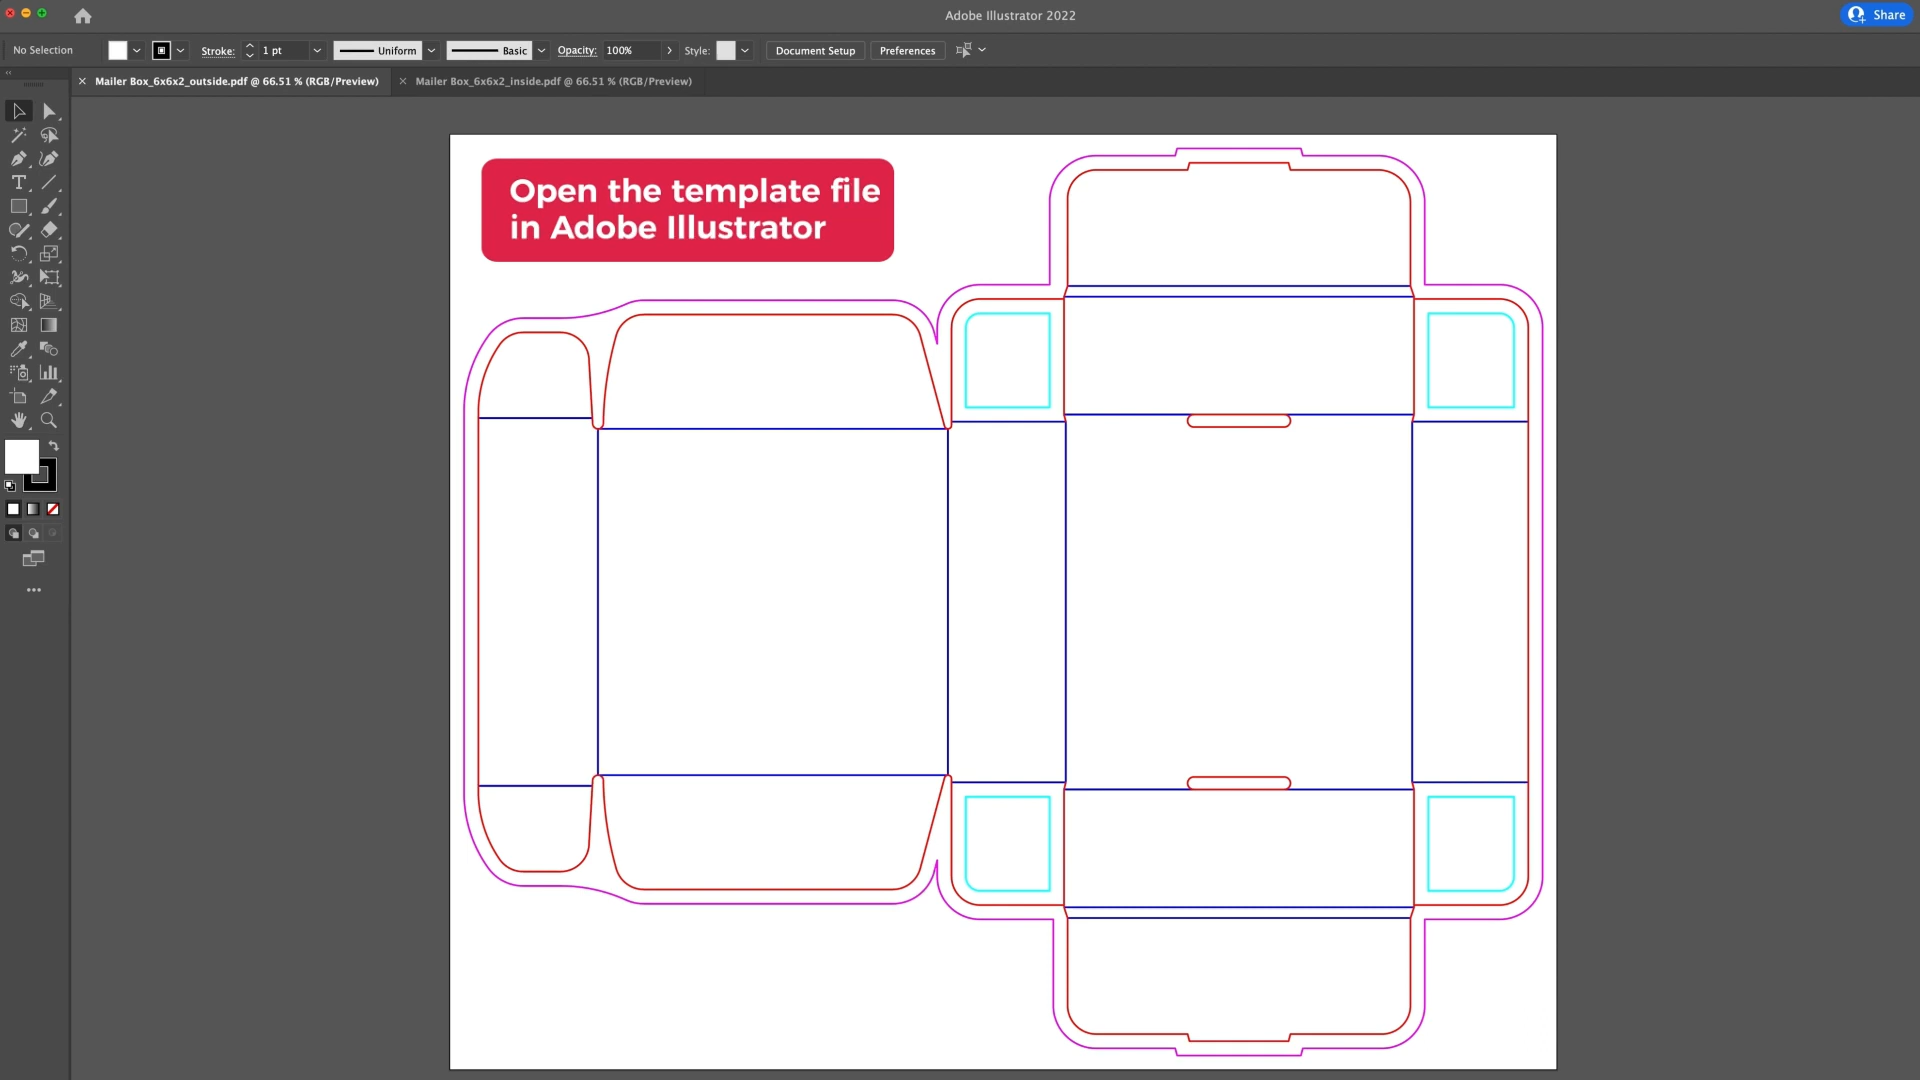 Adobe Illustrator 2022
Share
No Selection
Stroke:
1 pt
Uniform
Basic
Opacity:
100%
Style:
Document Setup
Preferences
Mailer Box_6x6x2_outside.pdf @ 66.51 % (RGB/Preview)
Mailer Box_6x6x2_inside.pdf @ 66.51 % (RGB/Preview)
Open the template file
in Adobe Illustrator